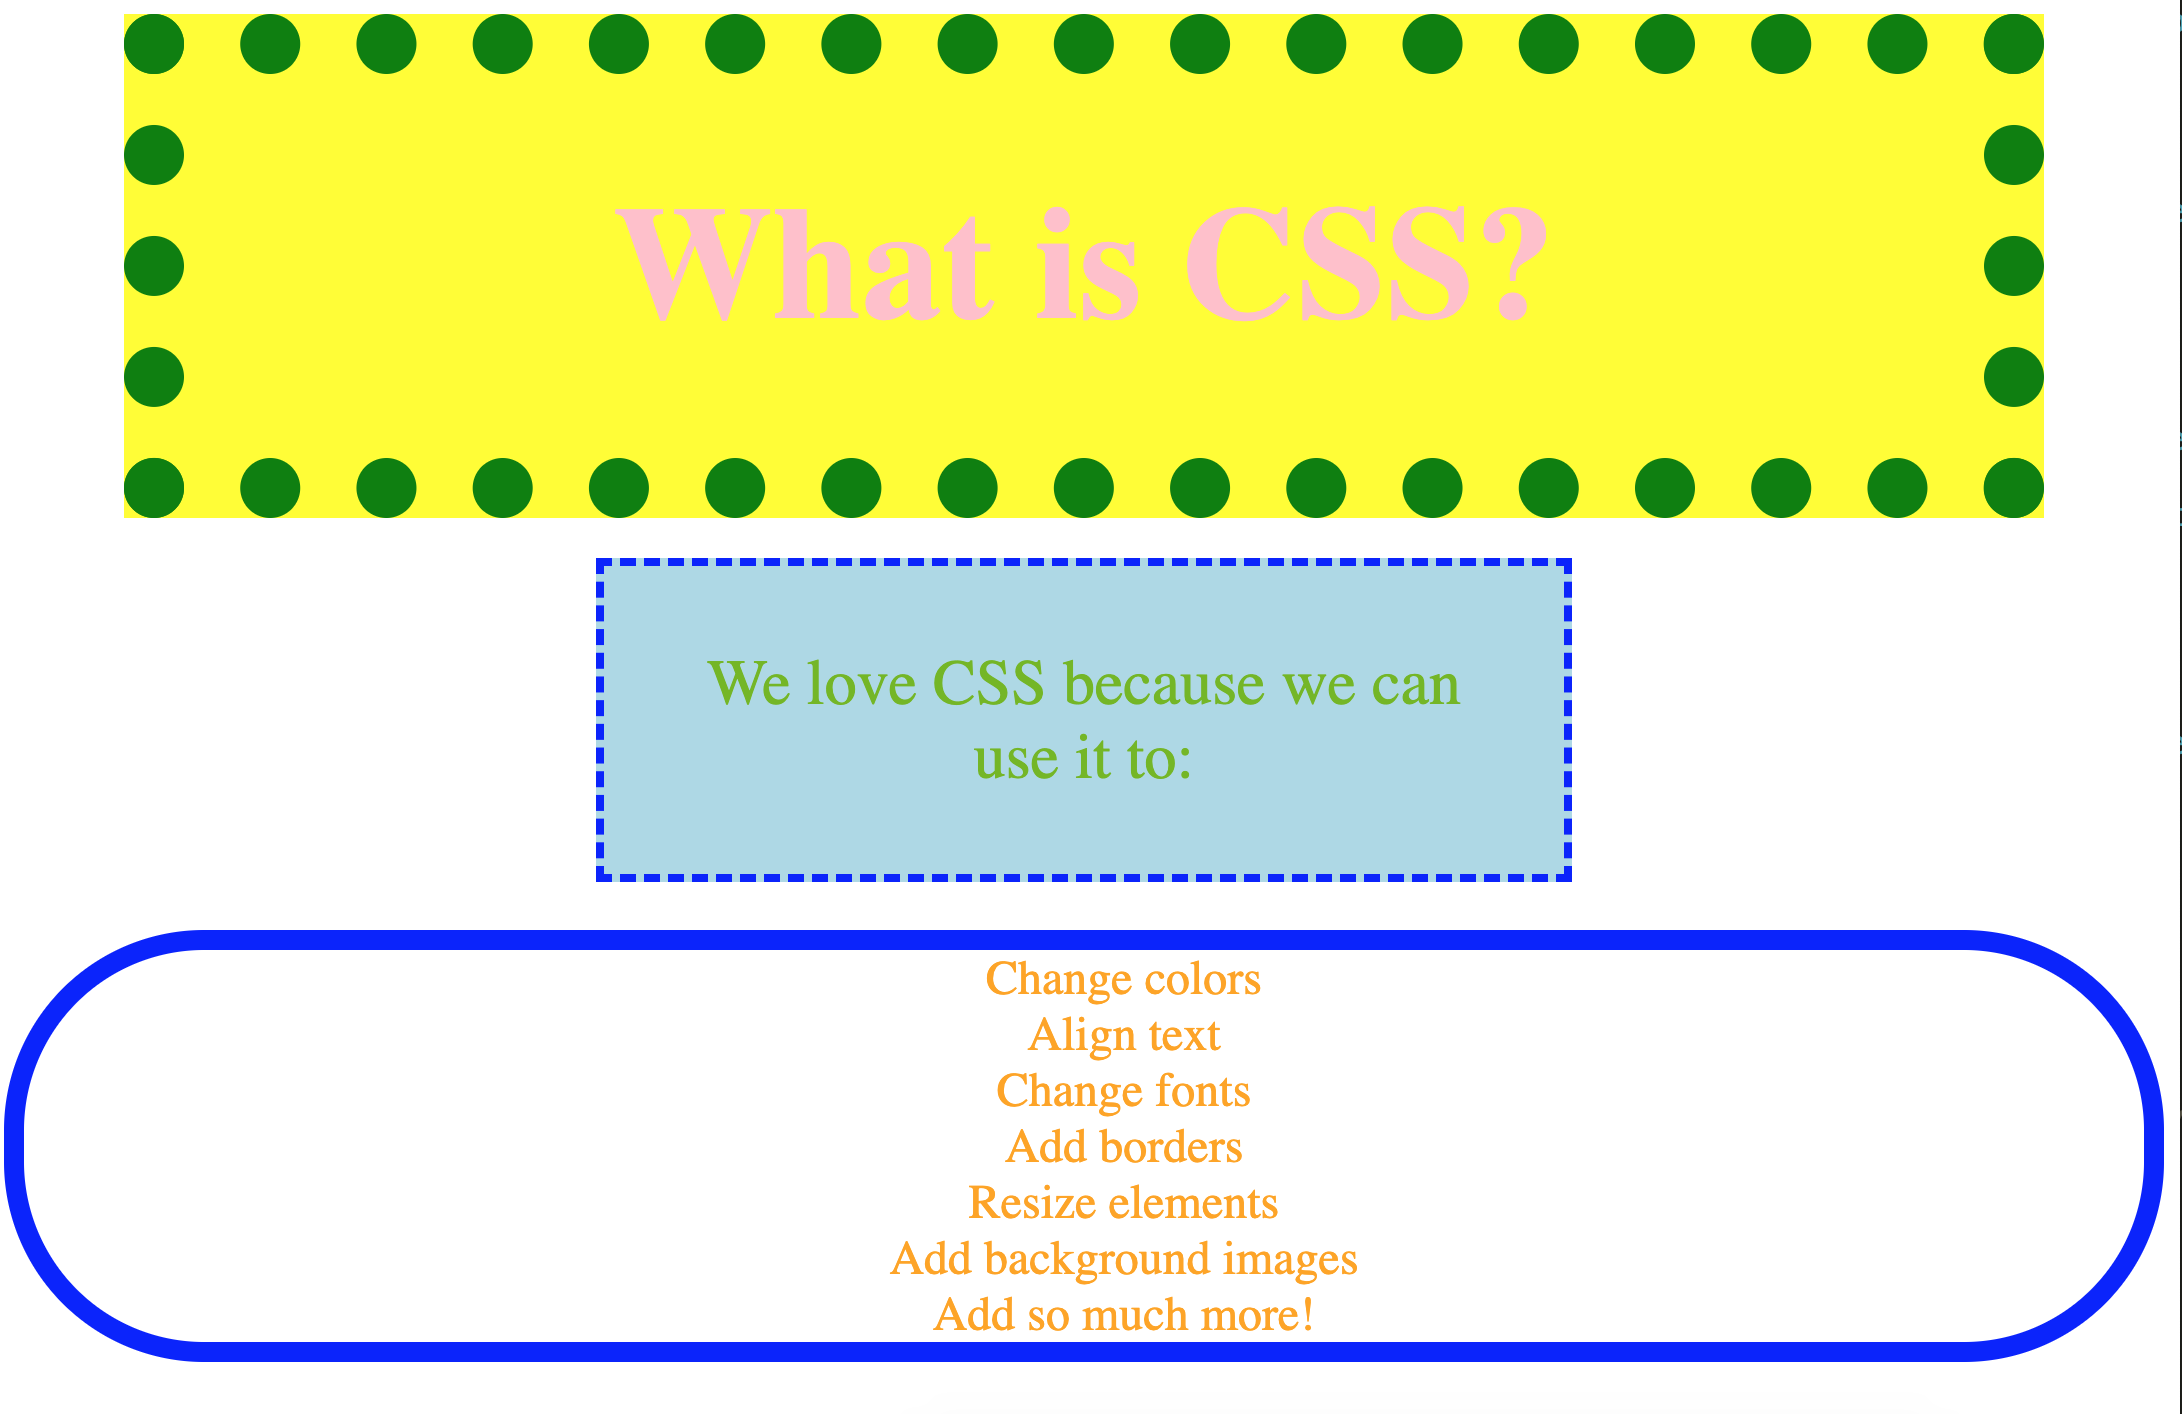 What is CSS?
We love CSS because we can
use it to:
Change colors
Align text
Change fonts
Add borders
Resize elements
Add background images
Add so much more!